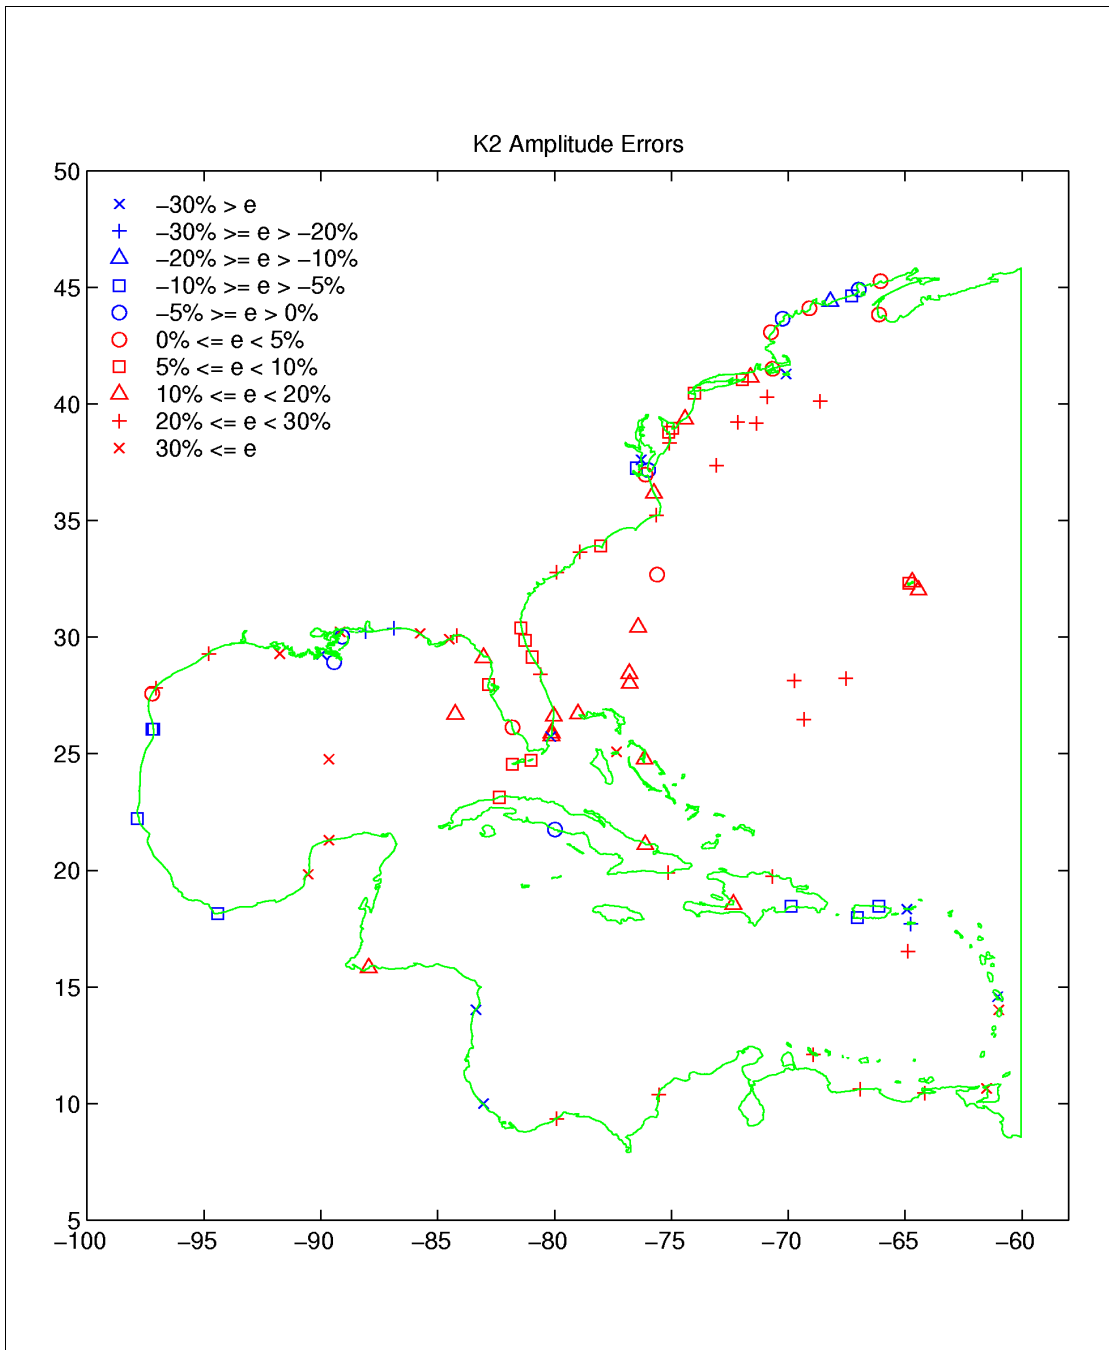 K2 Amplitude Errors
50
−30% > e
−30% >= e > −20%
−20% >= e > −10%
−10% >= e > −5%
−5% >= e > 0%
0% <= e < 5%
5% <= e < 10%
10% <= e < 20%
20% <= e < 30%
30% <= e
45
40
35
30
25
20
15
10
5
−100 −95 −90 −85 −80 −75 −70 −65 −60